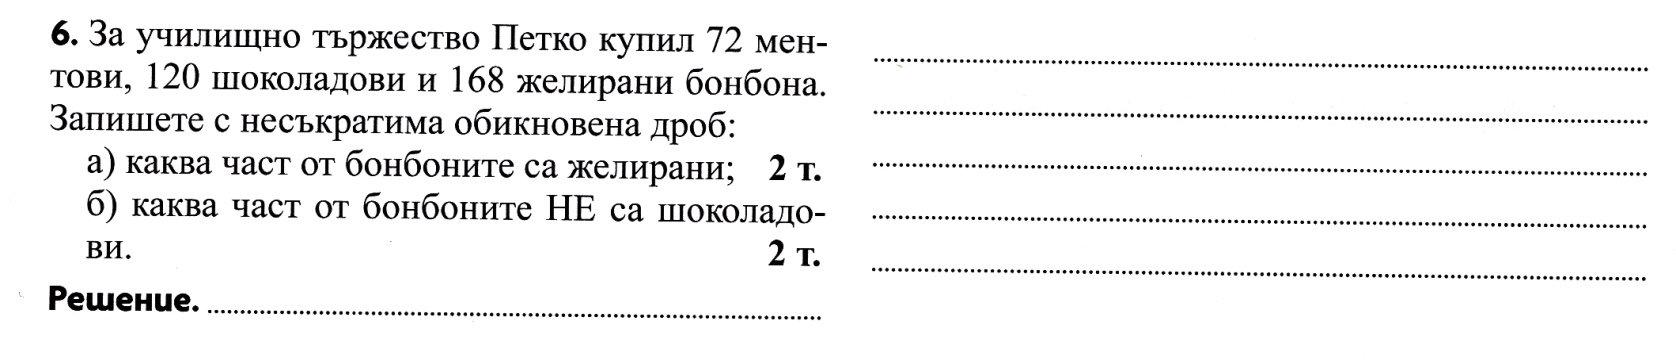 6. За училищно тържество Петко купил 72 мен-
тови, 120 шоколадови и 168 желирани бонбона.
Запишете с несъкратима обикновена дроб:
а) каква част от бонбоните са желирани; 2 т.
б) каква част от бонбоните НЕ са шоколадо-
ви. 2 т.
Решение.